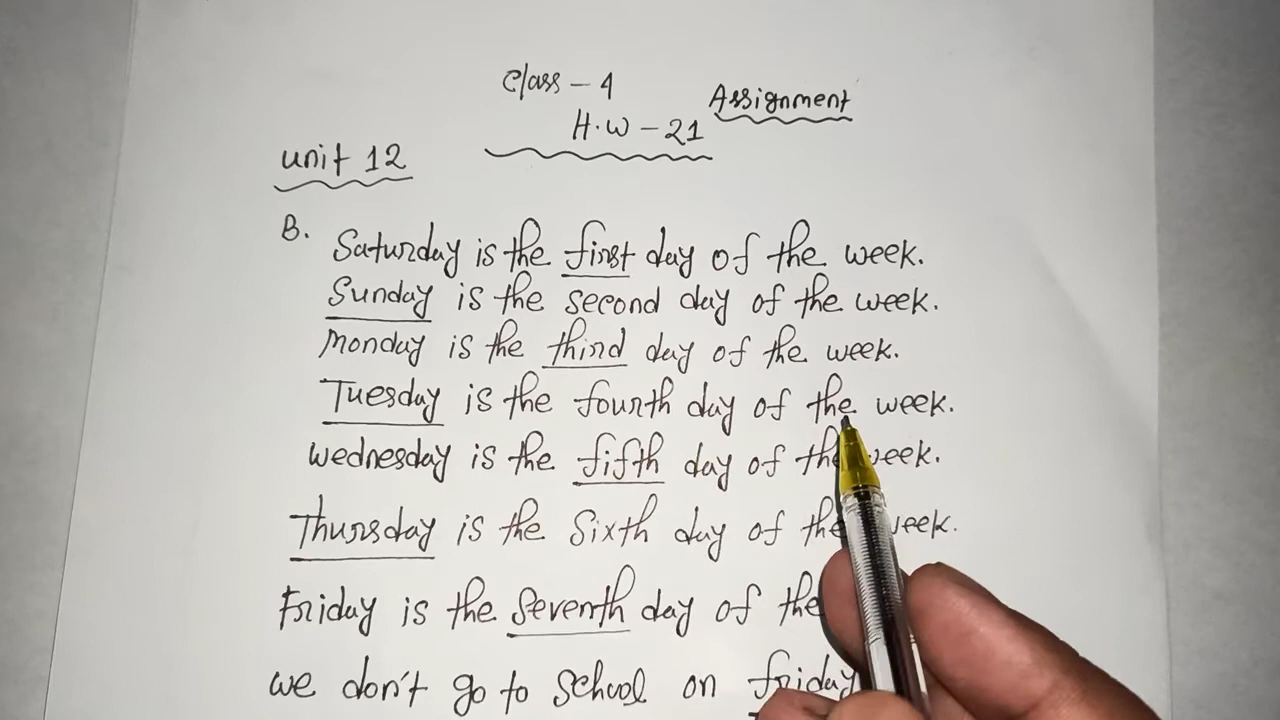 Class - 4
Assignment
H.W - 21
unit 12
B. Saturday is the first day of the week.
Sunday is the second day of the week.
Monday is the third day of the week.
Tuesday is the fourth day of the week.
Wednesday is the fifth day of the week.
Thursday is the Sixth day of the week.
Friday is the Seventh day of the
we don't go to School on friday